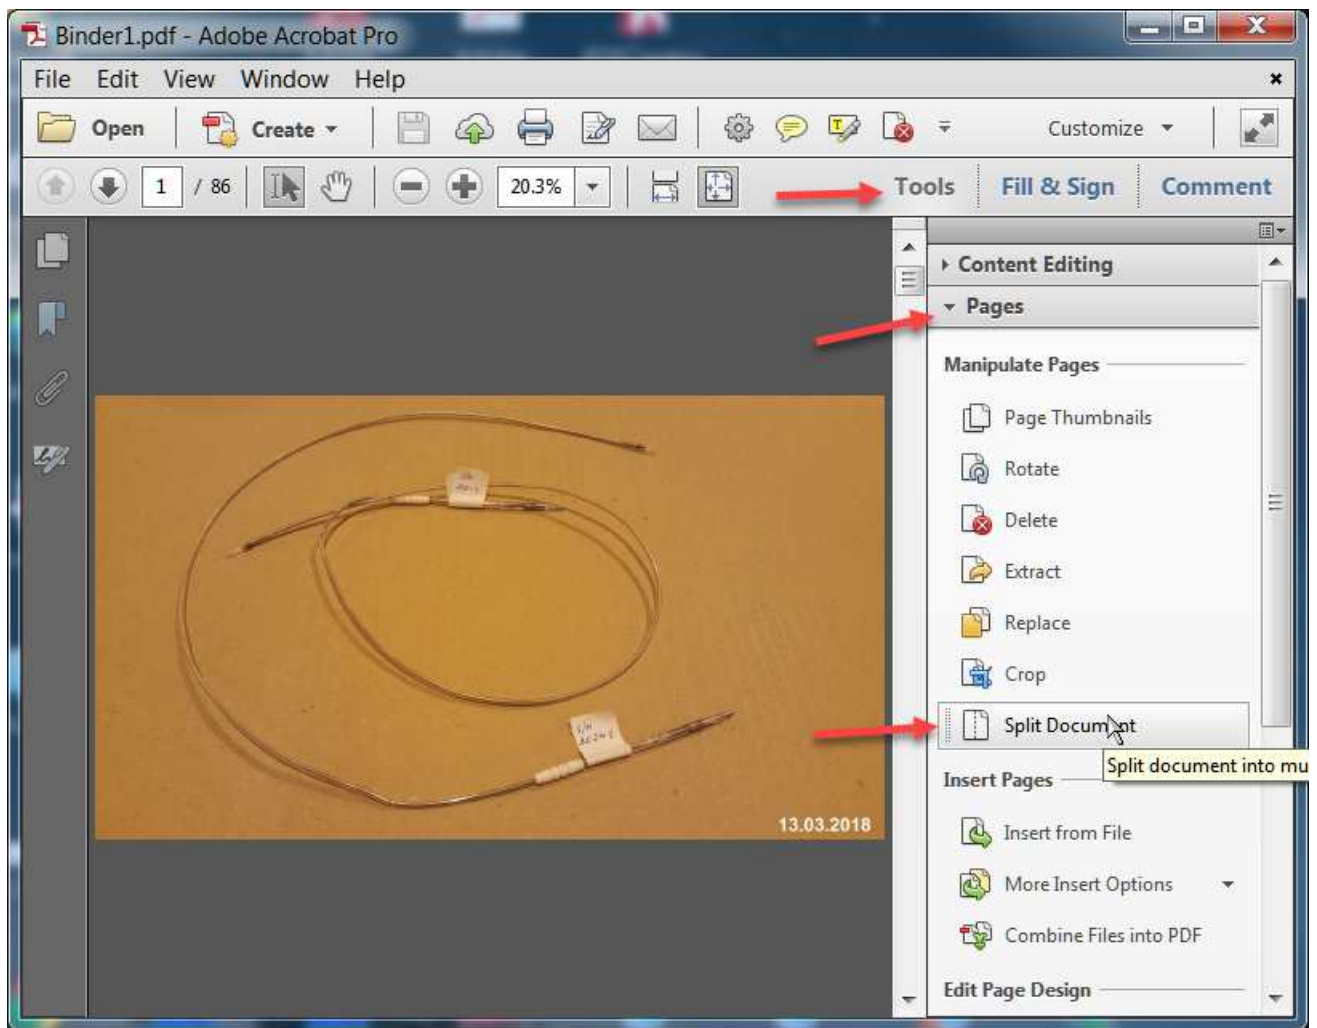 Binder1.pdf - Adobe Acrobat Pro
File Edit View Window Help
Open Create Customize
1 / 86 20.3% Tools Fill & Sign Comment
Content Editing
Pages
Manipulate Pages
Page Thumbnails
Rotate
Delete
Extract
Replace
Crop
Split Document
Split document into mu
Insert Pages
Insert from File
More Insert Options
Combine Files into PDF
Edit Page Design
S/N
13.03.2018